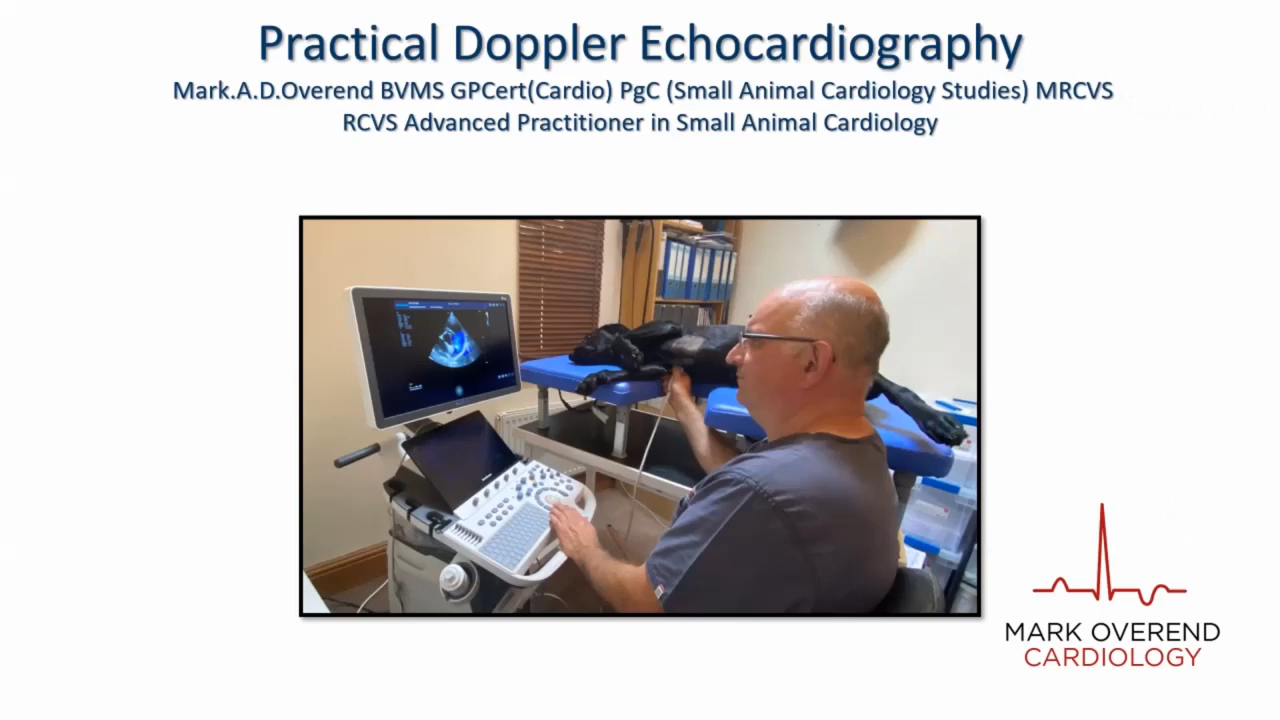 Practical Doppler Echocardiography
Mark.A.D.Overend BVMS GPCert(Cardio) PgC (Small Animal Cardiology Studies) MRCVS
RCVS Advanced Practitioner in Small Animal Cardiology
MARK OVEREND
CARDIOLOGY